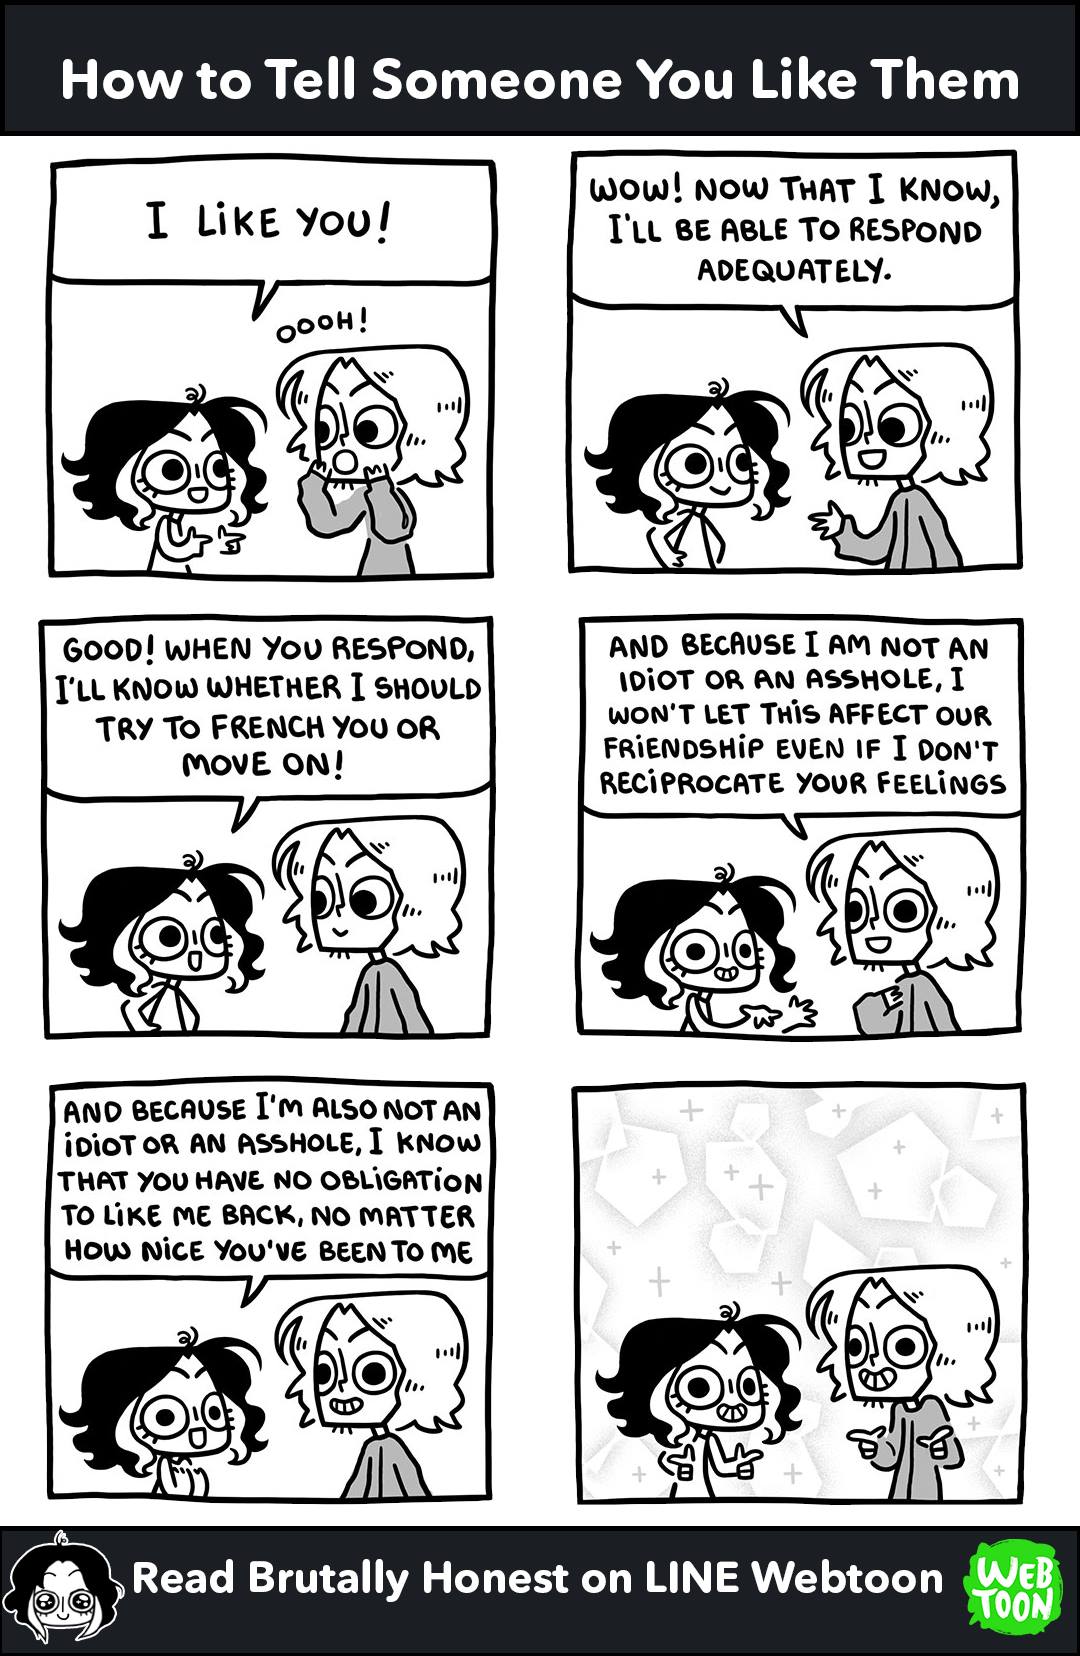 How to Tell Someone You Like Them
I LiKE YOU!
OOOH!
WOW! NOW THAT I KNOW,
I'LL BE ABLE TO RESPOND
ADEQUATELY.
GOOD! WHEN YOU RESPOND,
I'LL KNOW WHETHER I SHOULD
TRY TO FRENCH YOU OR
MOVE ON!
AND BECAUSE I AM NOT AN
IDiOT OR AN ASSHOLE, I
WON'T LET THiS AFFECT OUR
FRiENDSHiP EVEN IF I DON'T
RECiPROCATE YOUR FEELiNGS
AND BECAUSE I'M ALSO NOT AN
iDiOT OR AN ASSHOLE, I KNOW
THAT YOU HAVE NO OBLiGATiON
TO LiKE ME BACK, NO MATTER
HOW NiCE YOU'VE BEEN TO ME
Read Brutally Honest on LINE Webtoon
WEB
TOON